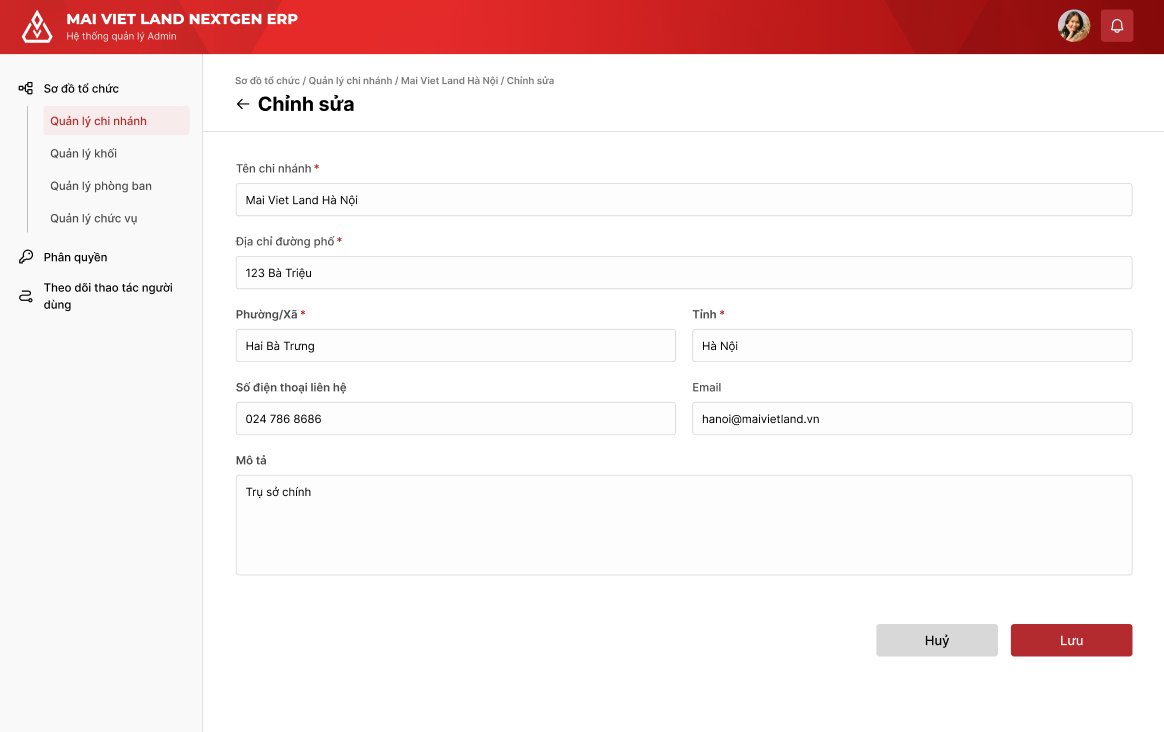 MAI VIET LAND NEXTGEN ERP
Hệ thống quản lý Admin
Sơ đồ tổ chức
Quản lý chi nhánh
Quản lý khối
Quản lý phòng ban
Quản lý chức vụ
Phân quyền
Theo dõi thao tác người
dùng
Sơ đồ tổ chức / Quản lý chi nhánh / Mai Viet Land Hà Nội / Chỉnh sửa
Chỉnh sửa
Tên chi nhánh *
Mai Viet Land Hà Nội
Địa chỉ đường phố *
123 Bà Triệu
Phường/Xã * Tỉnh *
Hai Bà Trưng Hà Nội
Số điện thoại liên hệ Email
024 786 8686 hanoi@maivietland.vn
Mô tả
Trụ sở chính
Huỷ Lưu